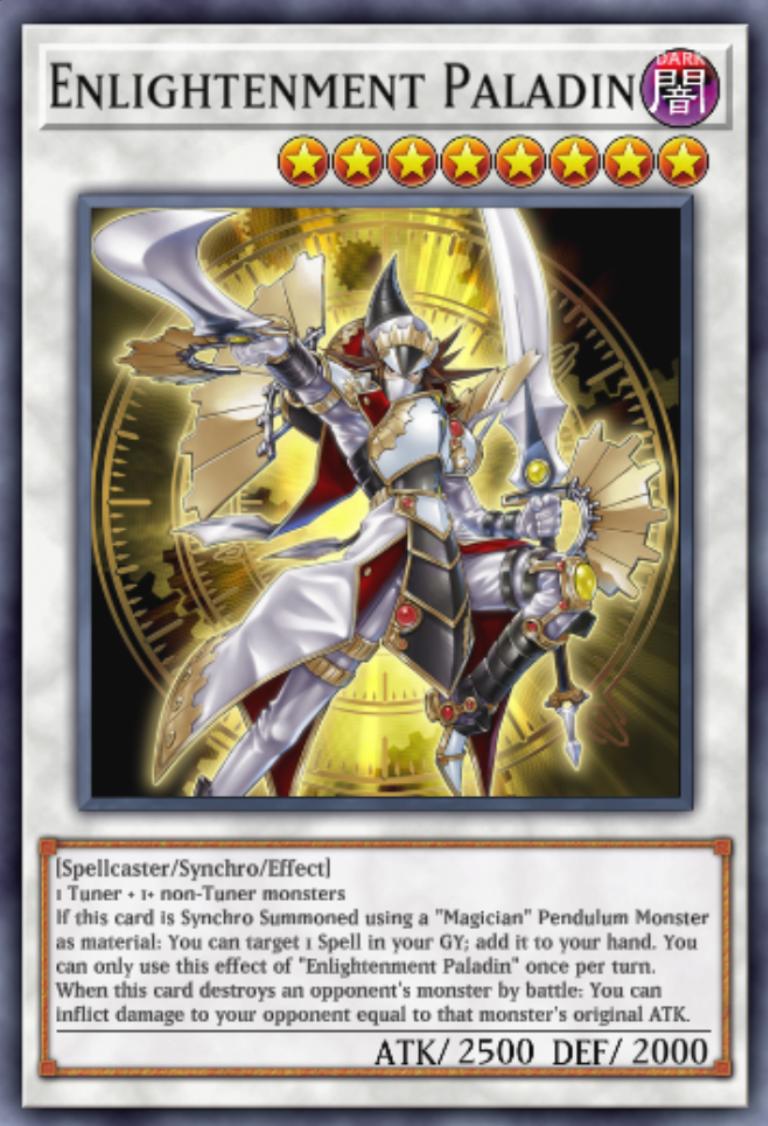 ENLIGHTENMENT PALADIN
DARK
闇
[Spellcaster/Synchro/Effect]
1 Tuner + 1+ non-Tuner monsters
If this card is Synchro Summoned using a "Magician" Pendulum Monster
as material: You can target 1 Spell in your GY; add it to your hand. You
can only use this effect of "Enlightenment Paladin" once per turn.
When this card destroys an opponent's monster by battle: You can
inflict damage to your opponent equal to that monster's original ATK.
ATK/ 2500 DEF/ 2000